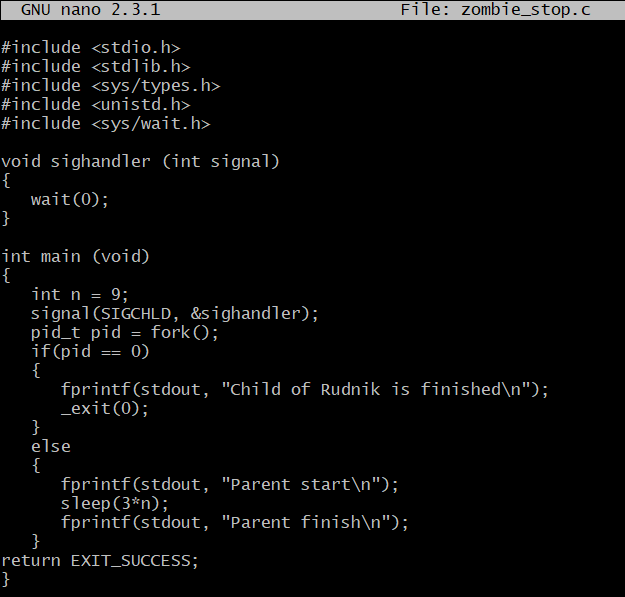 GNU nano 2.3.1 File: zombie_stop.c
#include <stdio.h>
#include <stdlib.h>
#include <sys/types.h>
#include <unistd.h>
#include <sys/wait.h>
void sighandler (int signal)
{
wait(0);
}
int main (void)
{
int n = 9;
signal(SIGCHLD, &sighandler);
pid_t pid = fork();
if(pid == 0)
{
fprintf(stdout, "Child of Rudnik is finished\n");
_exit(0);
}
else
{
fprintf(stdout, "Parent start\n");
sleep(3*n);
fprintf(stdout, "Parent finish\n");
}
return EXIT_SUCCESS;
}